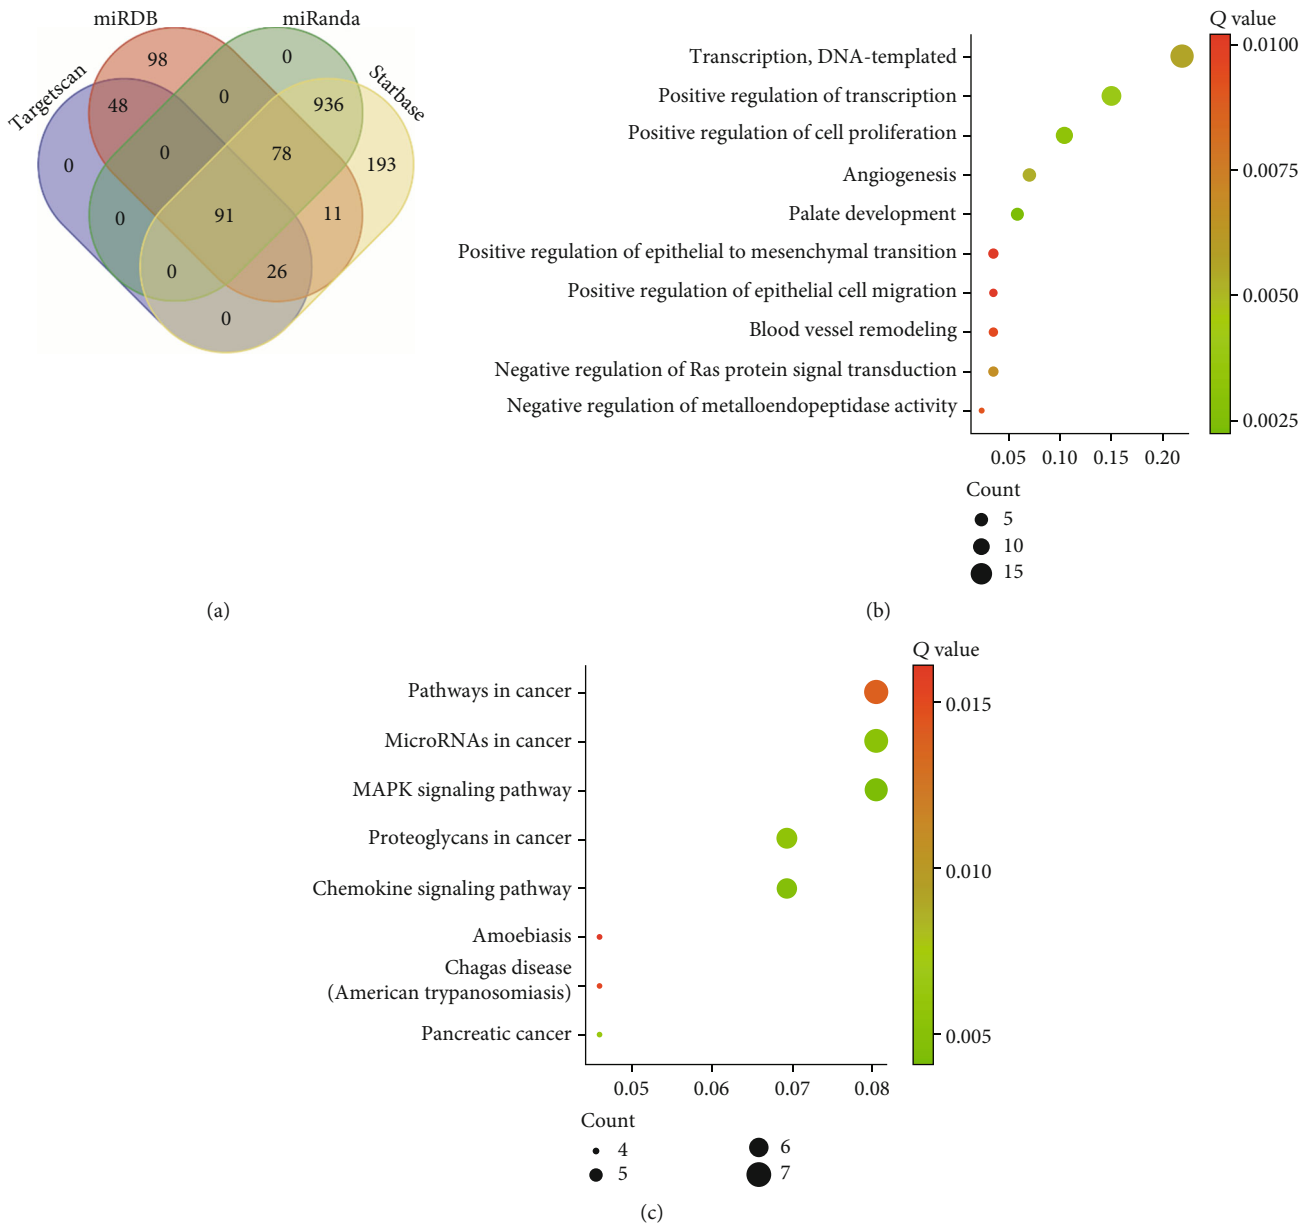 miRDB
miRanda
Targetscan
Starbase
98
0
48
0
936
0
0
78
193
0
91
11
0
26
0
(a)
Q value
0.0100
0.0075
0.0050
0.0025
Transcription, DNA-templated
Positive regulation of transcription
Positive regulation of cell proliferation
Angiogenesis
Palate development
Positive regulation of epithelial to mesenchymal transition
Positive regulation of epithelial cell migration
Blood vessel remodeling
Negative regulation of Ras protein signal transduction
Negative regulation of metalloendopeptidase activity
0.05 0.10 0.15 0.20
Count
5
10
15
(b)
Q value
0.015
0.010
0.005
Pathways in cancer
MicroRNAs in cancer
MAPK signaling pathway
Proteoglycans in cancer
Chemokine signaling pathway
Amoebiasis
Chagas disease
(American trypanosomiasis)
Pancreatic cancer
0.05 0.06 0.07 0.08
Count
4
5
6
7
(c)